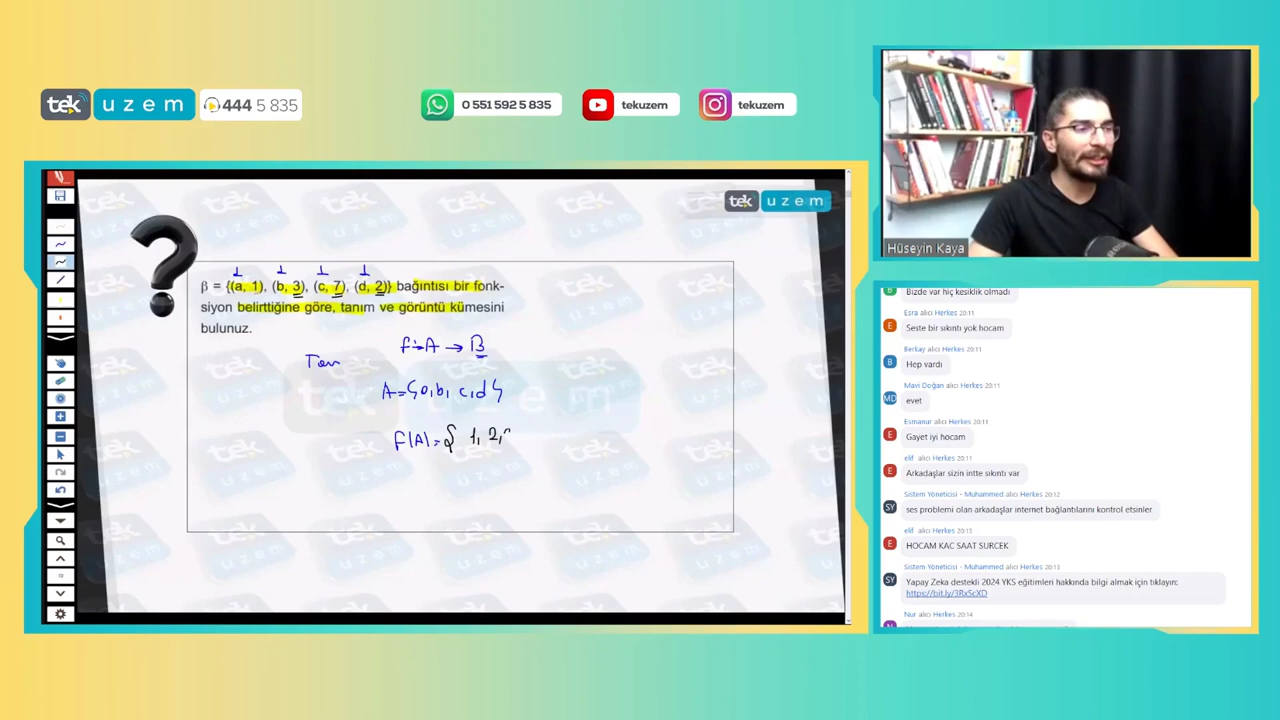 tek uzem 444 5 835
0 551 592 5 835
tekuzem
tekuzem
tek uzem
β = {(a, 1), (b, 3), (c, 7), (d, 2)} bağıntısı bir fonk-
siyon belirttiğine göre, tanım ve görüntü kümesini
bulunuz.
f: A → B
Tan
A = {a, b, c, d}
f(A) = { 1, 2,
Hüseyin Kaya
Bizde var hiç kesiklik olmadı
Esra alıcı Herkes 20:11
E Seste bir sıkıntı yok hocam
Berkay alıcı Herkes 20:11
B Hep vardı
Mavi Doğan alıcı Herkes 20:11
MD evet
Esmanur alıcı Herkes 20:11
E Gayet iyi hocam
elif alıcı Herkes 20:11
E Arkadaşlar sizin intte sıkıntı var
Sistem Yöneticisi - Muhammed alıcı Herkes 20:12
SY ses problemi olan arkadaşlar internet bağlantılarını kontrol etsinler
elif alıcı Herkes 20:13
E HOCAM KAC SAAT SURCEK
Sistem Yöneticisi - Muhammed alıcı Herkes 20:13
SY Yapay Zeka destekli 2024 YKS eğitimleri hakkında bilgi almak için tıklayın:
https://bit.ly/3RxScXD
Nur alıcı Herkes 20:14